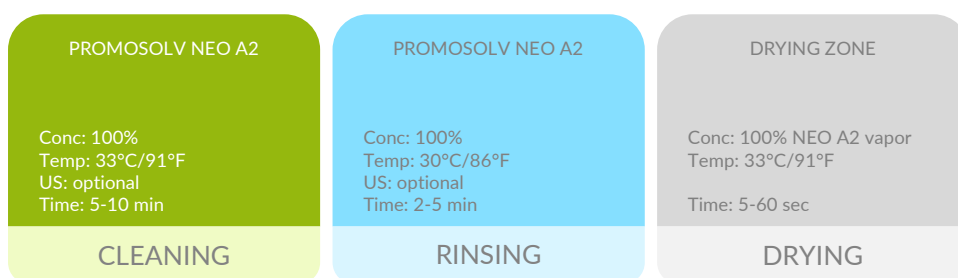 PROMOSOLV NEO A2
Conc: 100%
Temp: 33°C/91°F
US: optional
Time: 5-10 min
CLEANING
PROMOSOLV NEO A2
Conc: 100%
Temp: 30°C/86°F
US: optional
Time: 2-5 min
RINSING
DRYING ZONE
Conc: 100% NEO A2 vapor
Temp: 33°C/91°F
Time: 5-60 sec
DRYING